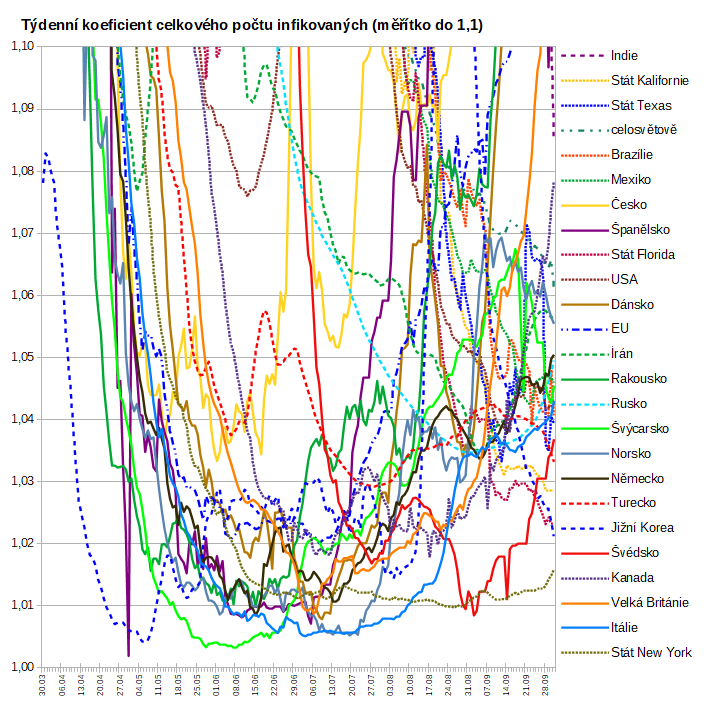 Týdenní koeficient celkového počtu infikovaných (měřítko do 1,1)
1,10
1,09
1,08
1,07
1,06
1,05
1,04
1,03
1,02
1,01
1,00
30.03
06.04
13.04
20.04
27.04
04.05
11.05
18.05
25.05
01.06
08.06
15.06
22.06
29.06
06.07
13.07
20.07
27.07
03.08
10.08
17.08
24.08
31.08
07.09
14.09
21.09
28.09
Indie
Stát Kalifornie
Stát Texas
celosvětově
Brazílie
Mexiko
Česko
Španělsko
Stát Florida
USA
Dánsko
EU
Írán
Rakousko
Rusko
Švýcarsko
Norsko
Německo
Turecko
Jižní Korea
Švédsko
Kanada
Velká Británie
Itálie
Stát New York